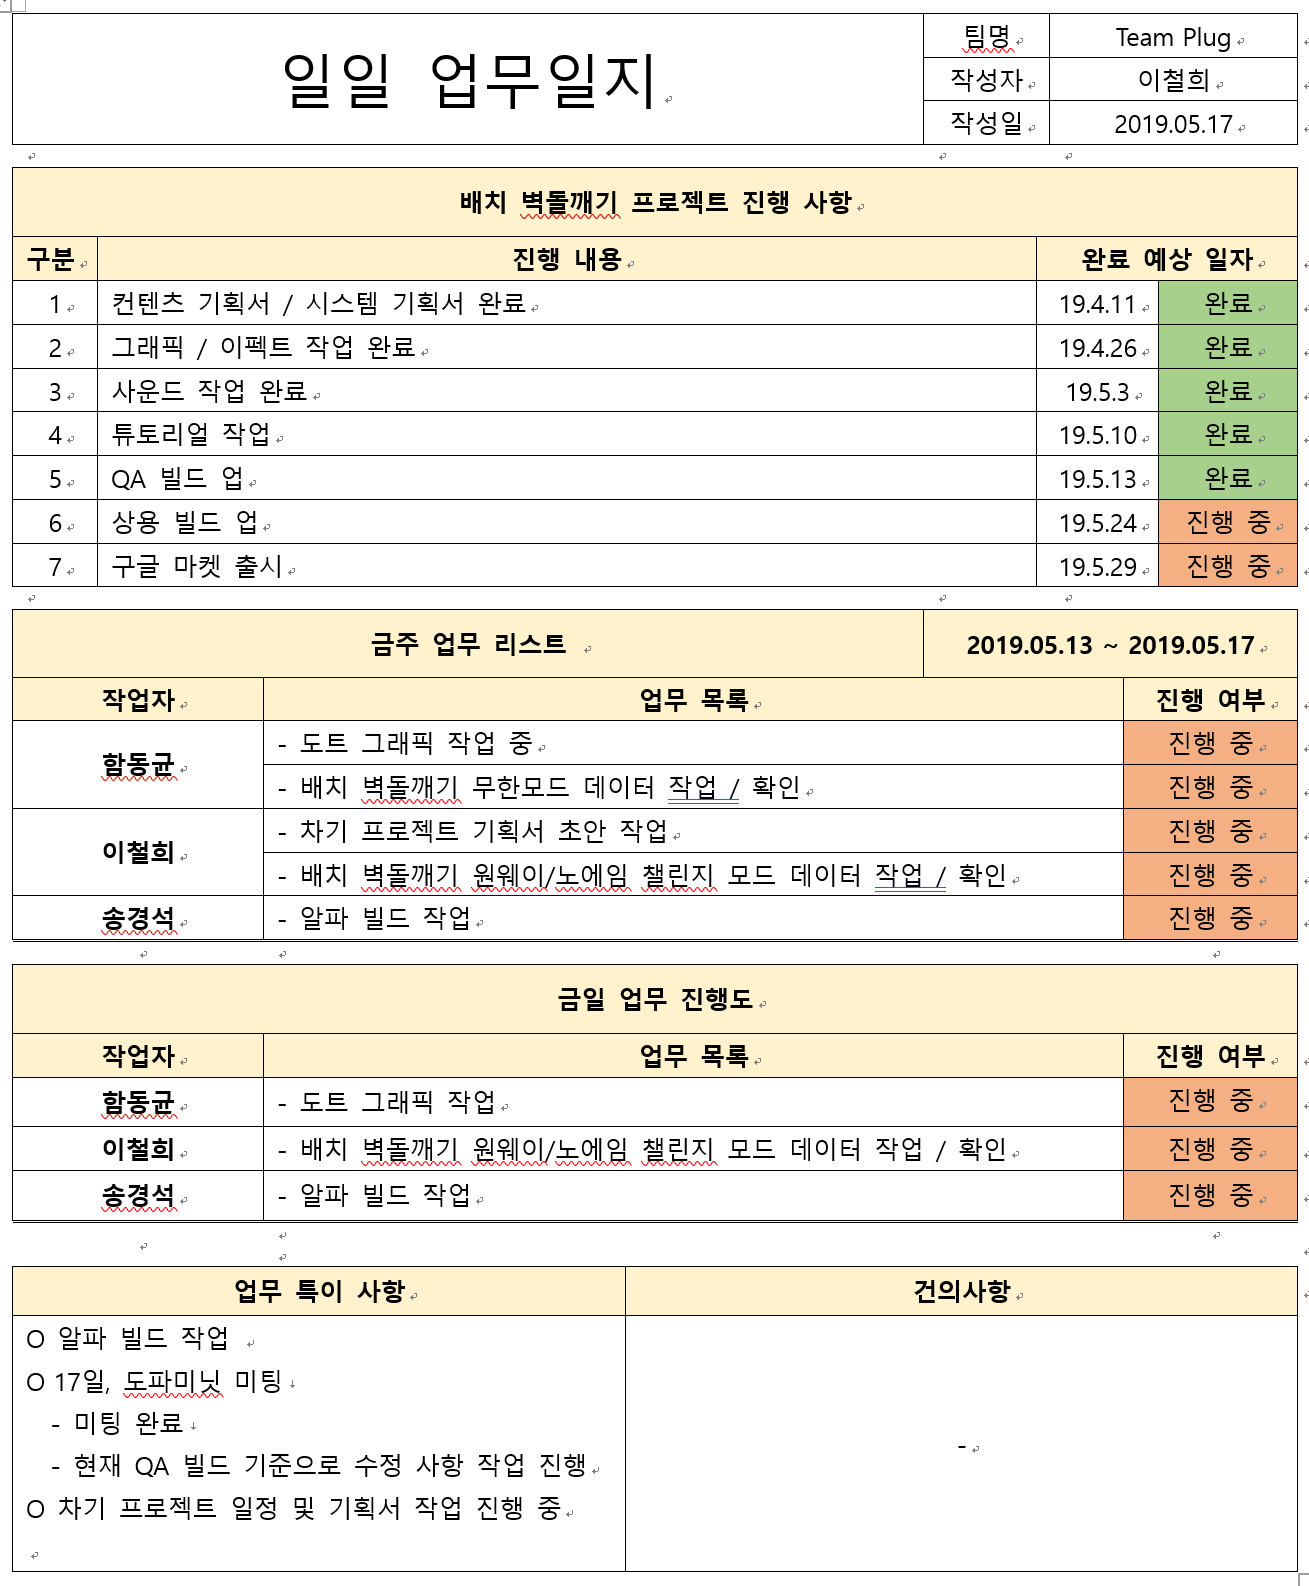 일일 업무일지
팀명 Team Plug
작성자 이철희
작성일 2019.05.17
배치 벽돌깨기 프로젝트 진행 사항
구분 진행 내용 완료 예상 일자
1 컨텐츠 기획서 / 시스템 기획서 완료 19.4.11 완료
2 그래픽 / 이펙트 작업 완료 19.4.26 완료
3 사운드 작업 완료 19.5.3 완료
4 튜토리얼 작업 19.5.10 완료
5 QA 빌드 업 19.5.13 완료
6 상용 빌드 업 19.5.24 진행 중
7 구글 마켓 출시 19.5.29 진행 중
금주 업무 리스트 2019.05.13 ~ 2019.05.17
작업자 업무 목록 진행 여부
함동균 - 도트 그래픽 작업 중 진행 중
- 배치 벽돌깨기 무한모드 데이터 작업 / 확인 진행 중
이철희 - 차기 프로젝트 기획서 초안 작업 진행 중
- 배치 벽돌깨기 원웨이/노에임 챌린지 모드 데이터 작업 / 확인 진행 중
송경석 - 알파 빌드 작업 진행 중
금일 업무 진행도
작업자 업무 목록 진행 여부
함동균 - 도트 그래픽 작업 진행 중
이철희 - 배치 벽돌깨기 원웨이/노에임 챌린지 모드 데이터 작업 / 확인 진행 중
송경석 - 알파 빌드 작업 진행 중
업무 특이 사항 건의사항
O 알파 빌드 작업
O 17일, 도파미닛 미팅
- 미팅 완료
-
- 현재 QA 빌드 기준으로 수정 사항 작업 진행
O 차기 프로젝트 일정 및 기획서 작업 진행 중